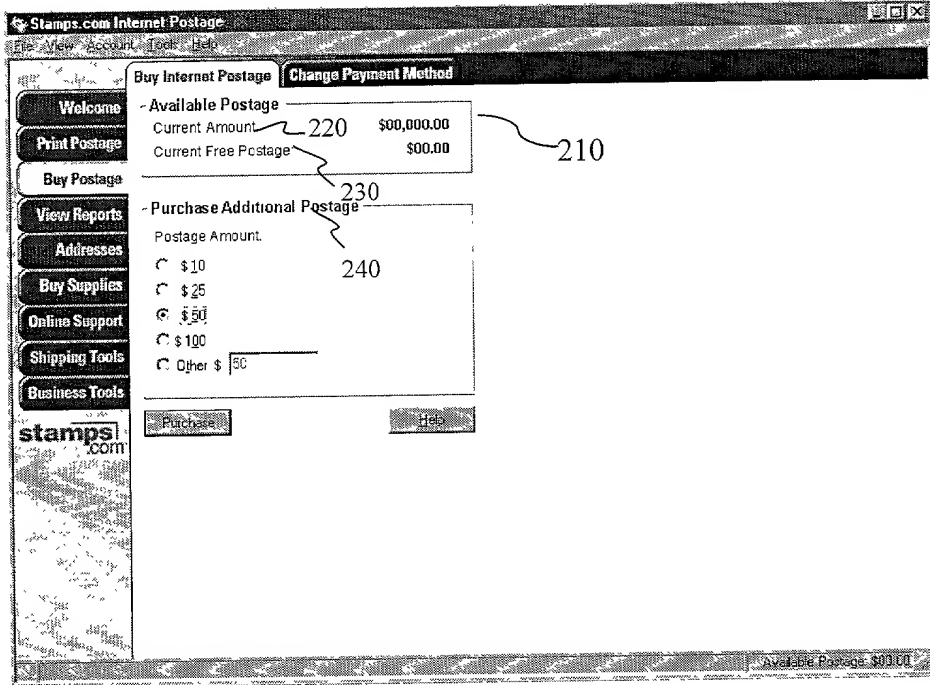 Stamps.com Internet Postage
File View Account Tools Help
Buy Internet Postage Change Payment Method
Welcome
Print Postage
Buy Postage
View Reports
Addresses
Buy Supplies
Online Support
Shipping Tools
Business Tools
stamps
.com
Available Postage
Current Amount 220 $00,000.00
Current Free Postage $00.00
210
230
Purchase Additional Postage
Postage Amount.
240
$10
$25
$50
$100
Other $ 50
Purchase Help
Available Postage: $00.00